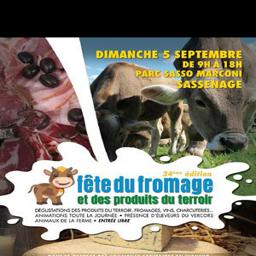 DIMANCHE 5 SEPTEMBRE
DE 9H À 18H
PARC SASSO MARCONI
SASSENAGE
34ème édition
fête du fromage
et des produits du terroir
DÉGUSTATIONS DES PRODUITS DU TERROIR, FROMAGES, VINS, CHARCUTERIES...
ANIMATIONS TOUTE LA JOURNÉE • PRÉSENCE D'ÉLEVEURS DU VERCORS
ANIMAUX DE LA FERME • ENTRÉE LIBRE